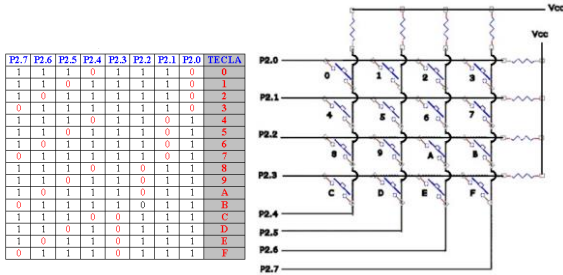 P2.7 P2.6 P2.5 P2.4 P2.3 P2.2 P2.1 P2.0 TECLA
1 1 1 0 1 1 1 0 0
1 1 0 1 1 1 1 0 1
1 0 1 1 1 1 1 0 2
0 1 1 1 1 1 1 0 3
1 1 1 0 1 1 0 1 4
1 1 0 1 1 1 0 1 5
1 0 1 1 1 1 0 1 6
0 1 1 1 1 1 0 1 7
1 1 1 0 1 0 1 1 8
1 1 0 1 1 0 1 1 9
1 0 1 1 1 0 1 1 A
0 1 1 1 1 0 1 1 B
1 1 1 0 0 1 1 1 C
1 1 0 1 0 1 1 1 D
1 0 1 1 0 1 1 1 E
0 1 1 1 0 1 1 1 F
Vcc
Vcc
P2.0
0 1 2 3
P2.1
4 5 6 7
P2.2
8 9 A B
P2.3
C D E F
P2.4
P2.5
P2.6
P2.7